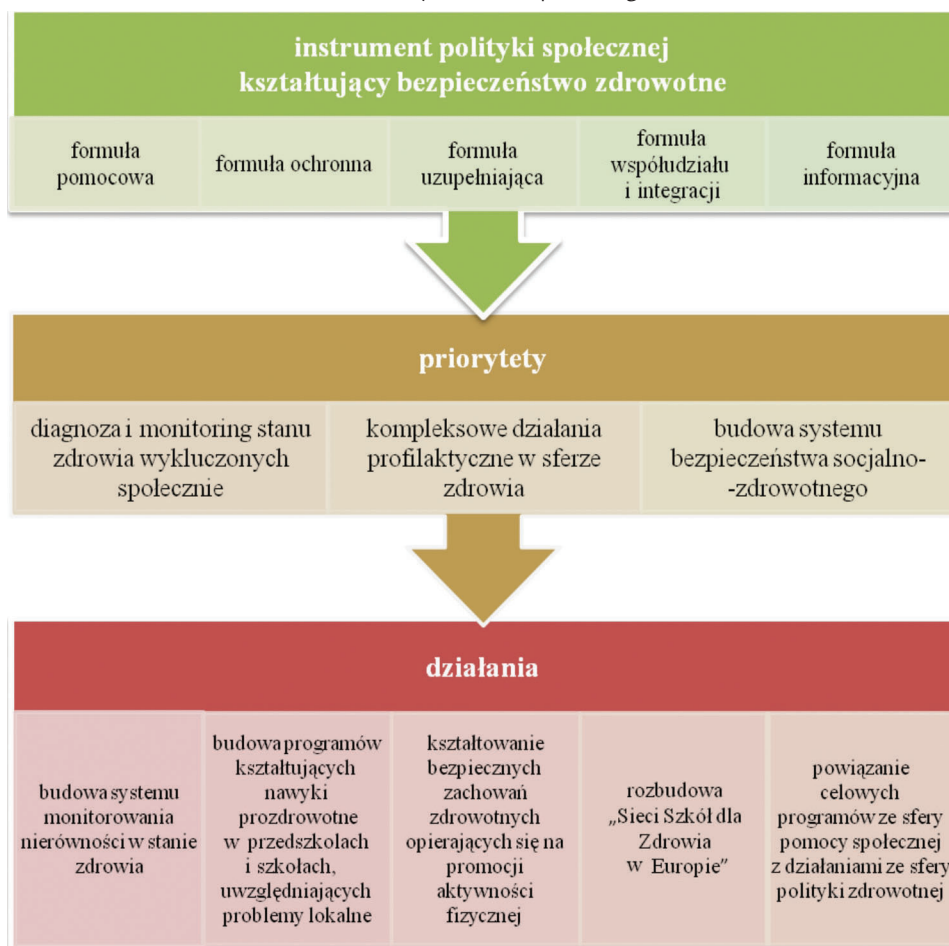 instrument polityki społecznej
kształtujący bezpieczeństwo zdrowotne
formuła
pomocowa
formuła ochronna
formuła
uzupełniająca
formuła
współudziału
i integracji
formuła
informacyjna
priorytety
diagnoza i monitoring stanu
zdrowia wykluczonych
społecznie
kompleksowe działania
profilaktyczne w sferze
zdrowia
budowa systemu
bezpieczeństwa socjalno-
-zdrowotnego
działania
budowa systemu
monitorowania
nierówności w stanie
zdrowia
budowa programów
kształtujących
nawyki
prozdrowotne
w przedszkolach
i szkołach,
uwzględniających
problemy lokalne
kształtowanie
bezpiecznych
zachowań
zdrowotnych
opierających się na
promocji
aktywności
fizycznej
rozbudowa
„Sieci Szkół dla
Zdrowia
w Europie”
powiązanie
celowych
programów ze sfery
pomocy społecznej
z działaniami ze sfery
polityki zdrowotnej